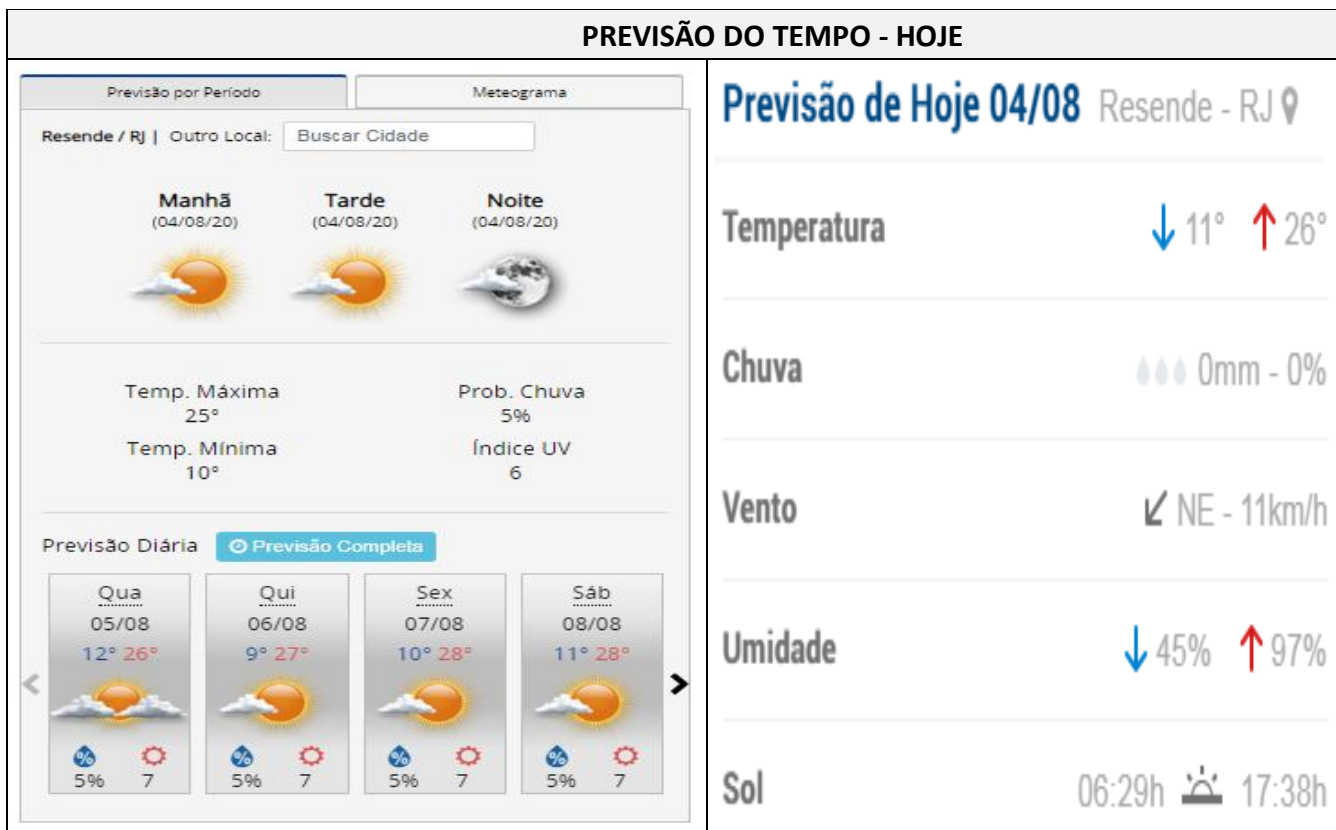 PREVISÃO DO TEMPO - HOJE
Previsão por Período
Meteograma
Resende / RJ | Outro Local: Buscar Cidade
Manhã Tarde Noite
(04/08/20) (04/08/20) (04/08/20)
Temp. Máxima Prob. Chuva
25° 5%
Temp. Mínima Índice UV
10° 6
Previsão Diária Previsão Completa
Qua Qui Sex Sáb
05/08 06/08 07/08 08/08
12° 26° 9° 27° 10° 28° 11° 28°
% % % %
5% 7 5% 7 5% 7 5% 7
Previsão de Hoje 04/08 Resende - RJ
Temperatura 11° 26°
Chuva 0mm - 0%
Vento NE - 11km/h
Umidade 45% 97%
Sol 06:29h 17:38h